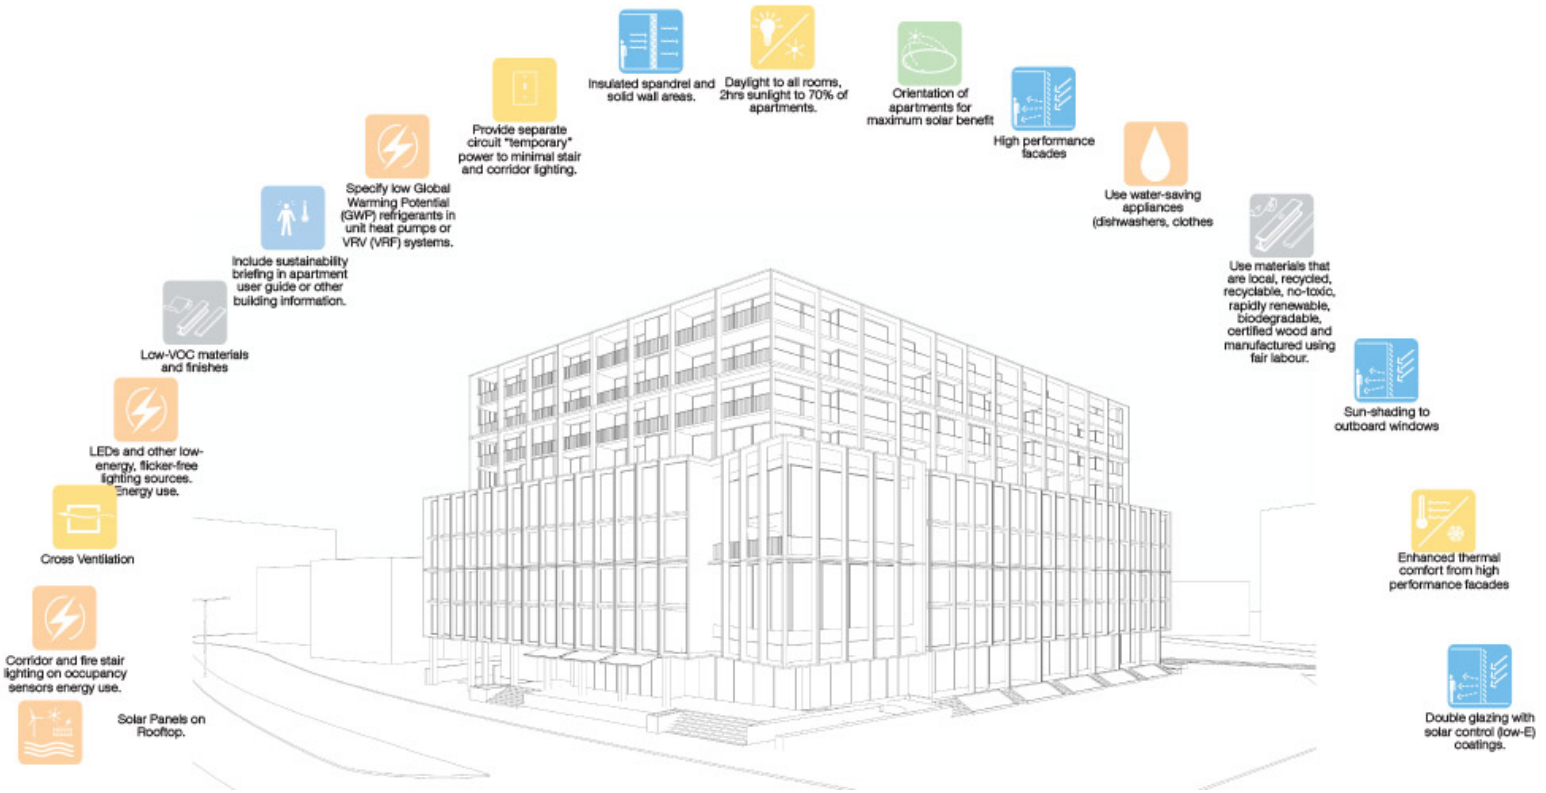 Insulated spandrel and
solid wall areas.
Daylight to all rooms,
2hrs sunlight to 70% of
apartments.
Orientation of
apartments for
maximum solar benefit
High performance
facades
Provide separate
circuit "temporary"
power to minimal stair
and corridor lighting.
Use water-saving
appliances
(dishwashers, clothes
Specify low Global
Warming Potential
(GWP) refrigerants in
unit heat pumps or
VRV (VRF) systems.
Include sustainability
briefing in apartment
user guide or other
building information.
Use materials that
are local, recycled,
recyclable, no-toxic,
rapidly renewable,
biodegradable,
certified wood and
manufactured using
fair labour.
Low-VOC materials
and finishes
Sun-shading to
outboard windows
LEDs and other low-
energy, flicker-free
lighting sources.
Energy use.
Cross Ventilation
Enhanced thermal
comfort from high
performance facades
Corridor and fire stair
lighting on occupancy
sensors energy use.
Solar Panels on
Rooftop.
Double glazing with
solar control (low-E)
coatings.